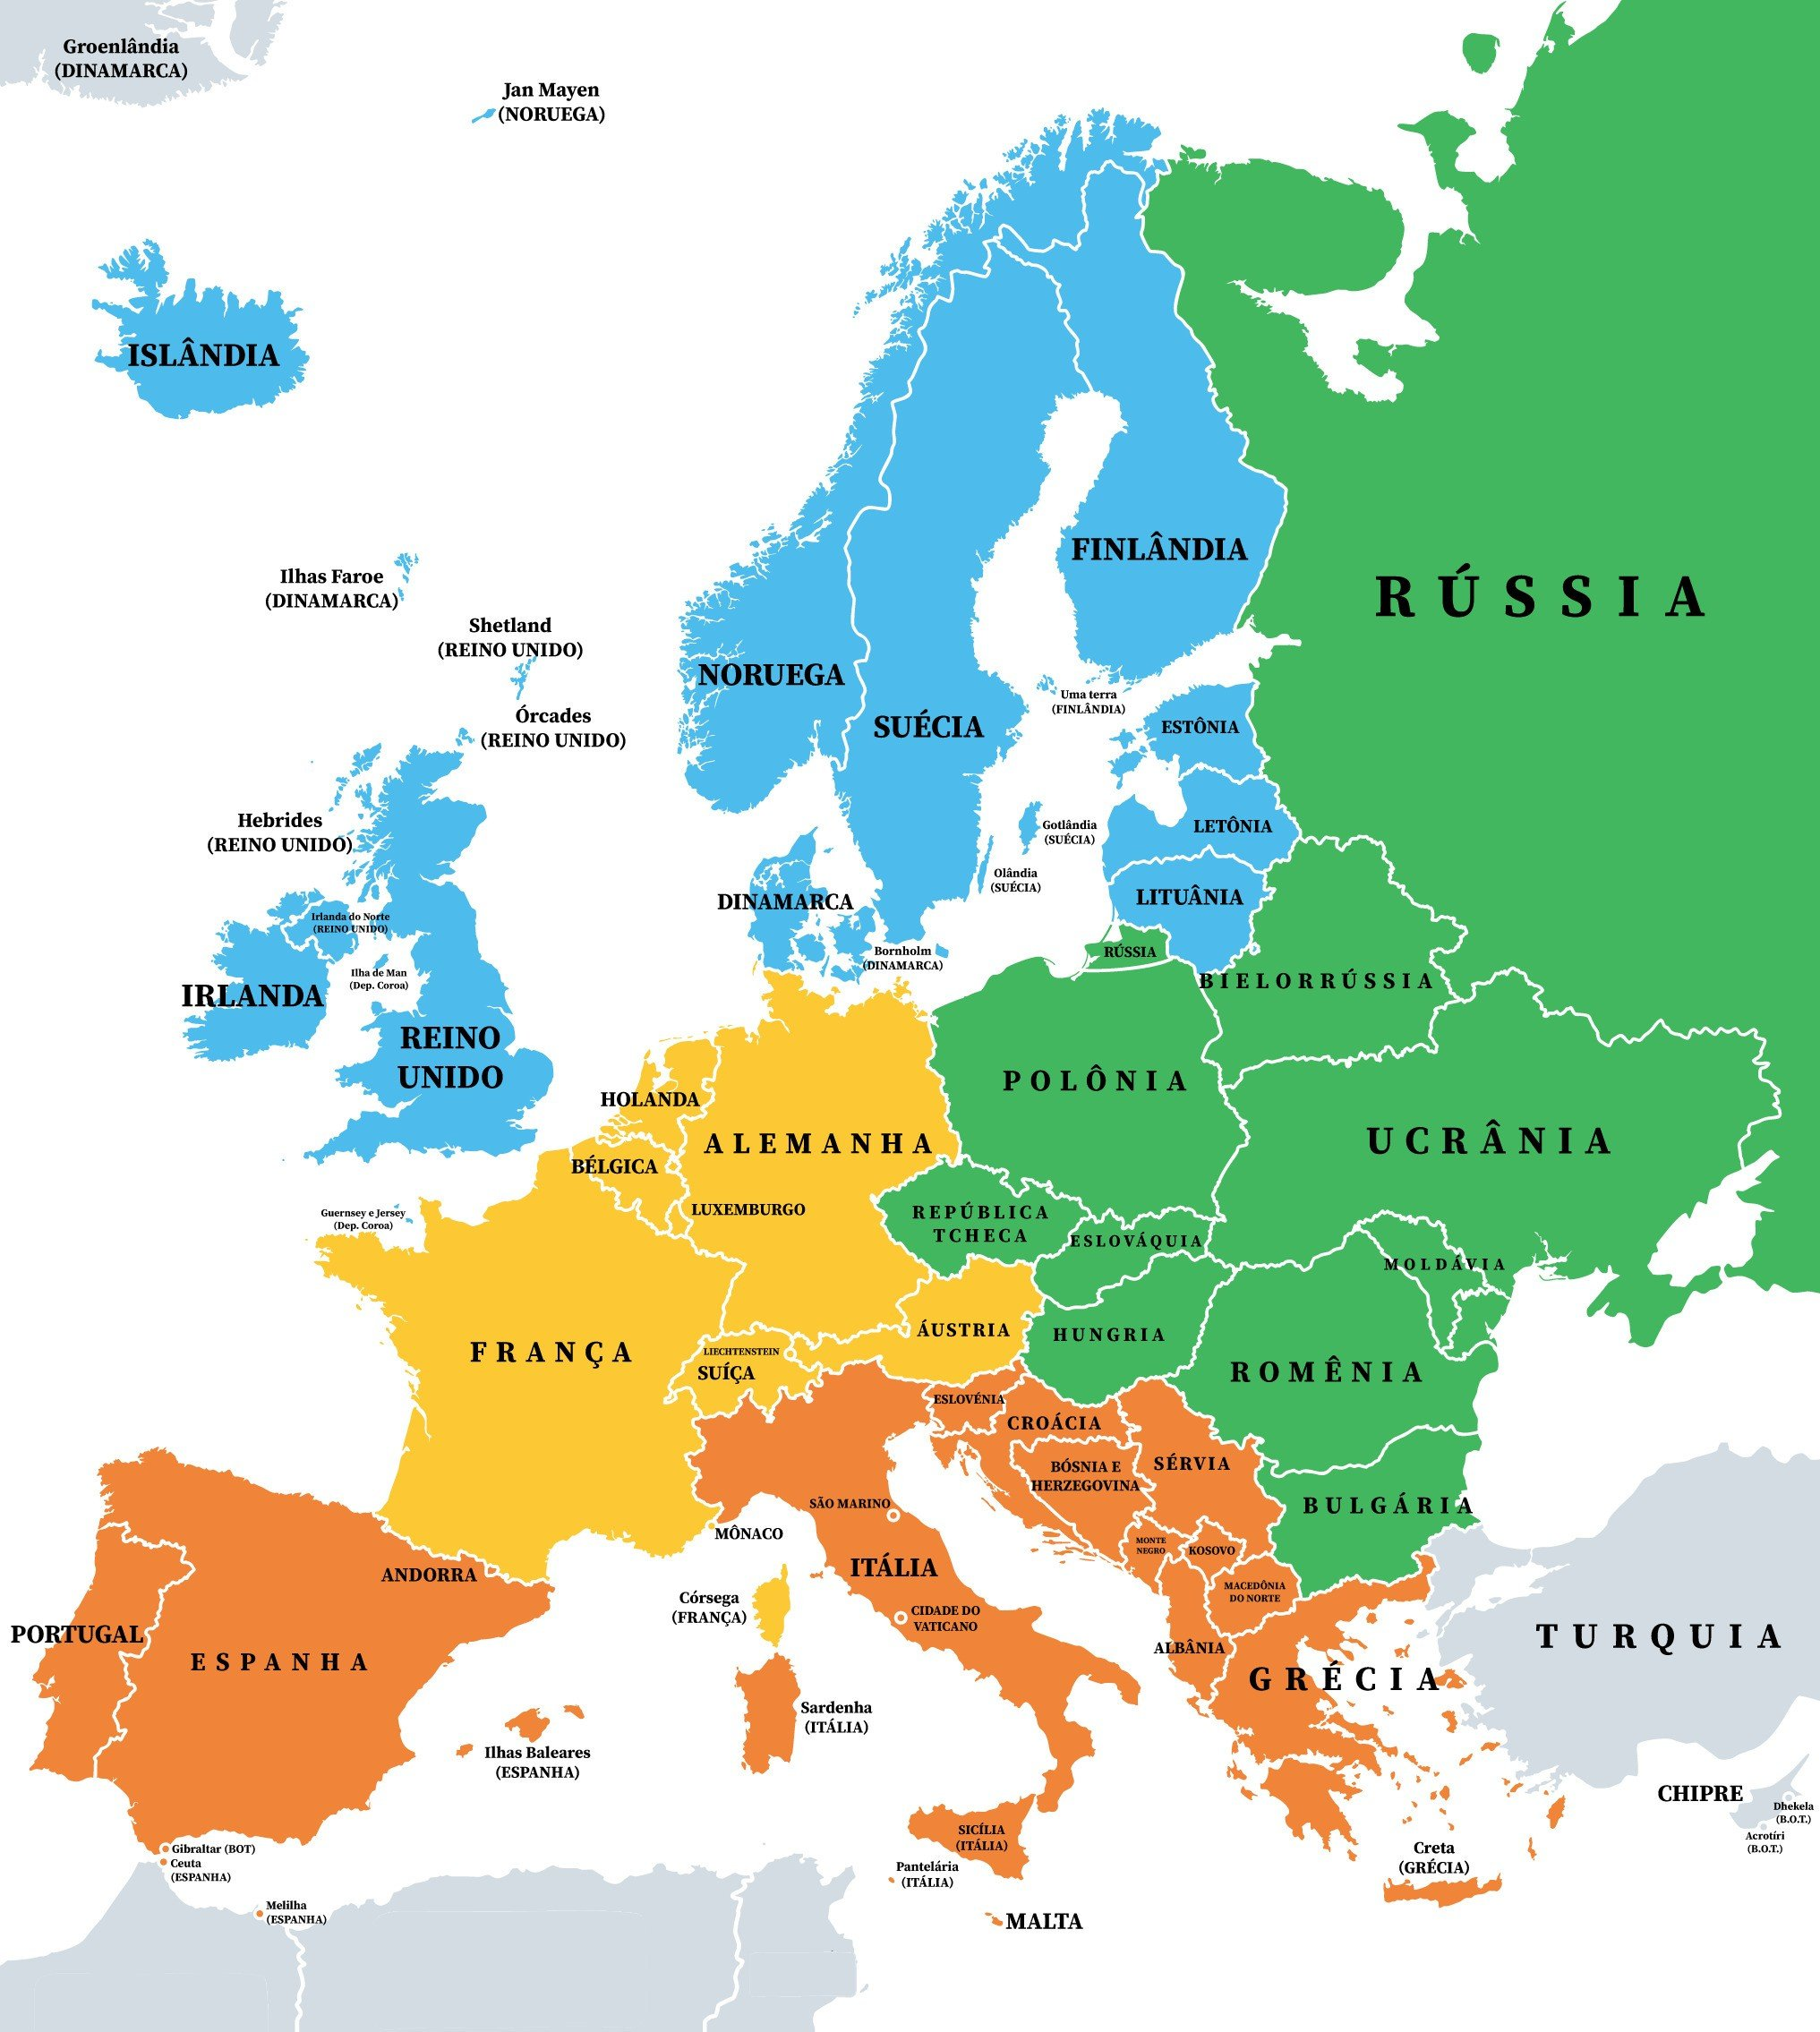 Groenlândia
(DINAMARCA)
Jan Mayen
(NORUEGA)
ISLÂNDIA
Ilhas Faroe
(DINAMARCA)
Shetland
(REINO UNIDO)
Órcades
(REINO UNIDO)
Hebrides
(REINO UNIDO)
NORUEGA
SUÉCIA
FINLÂNDIA
RÚSSIA
Uma terra
(FINLÂNDIA)
ESTÔNIA
LETÔNIA
LITUÂNIA
Gotlândia
(SUÉCIA)
Olândia
(SUÉCIA)
DINAMARCA
Bornholm
(DINAMARCA)
RÚSSIA
BIELORRÚSSIA
Irlanda do Norte
(REINO UNIDO)
Ilha de Man
(Dep. Coroa)
IRLANDA
REINO
UNIDO
HOLANDA
BÉLGICA
ALEMANHA
LUXEMBURGO
POLÔNIA
UCRÂNIA
Guernsey e Jersey
(Dep. Coroa)
REPÚBLICA
TCHECA
ESLOVÁQUIA
MOLDÁVIA
FRANÇA
LIECHTENSTEIN
SUÍÇA
ÁUSTRIA
HUNGRIA
ROMÊNIA
ESLOVÉNIA
CROÁCIA
BÓSNIA E
HERZEGOVINA
SÉRVIA
BULGÁRIA
SÃO MARINO
MÔNACO
MONTE
NEGRO
KOSOVO
ITÁLIA
ANDORRA
Córsega
(FRANÇA)
CIDADE DO
VATICANO
MACEDÔNIA
DO NORTE
ALBÂNIA
GRÉCIA
TURQUIA
PORTUGAL
ESPANHA
Sardenha
(ITÁLIA)
Ilhas Baleares
(ESPANHA)
CHIPRE
Dhekela
(B.O.T.)
Acrotíri
(B.O.T.)
SICÍLIA
(ITÁLIA)
Pantelária
(ITÁLIA)
Creta
(GRÉCIA)
Gibraltar (BOT)
Ceuta
(ESPANHA)
Melilha
(ESPANHA)
MALTA